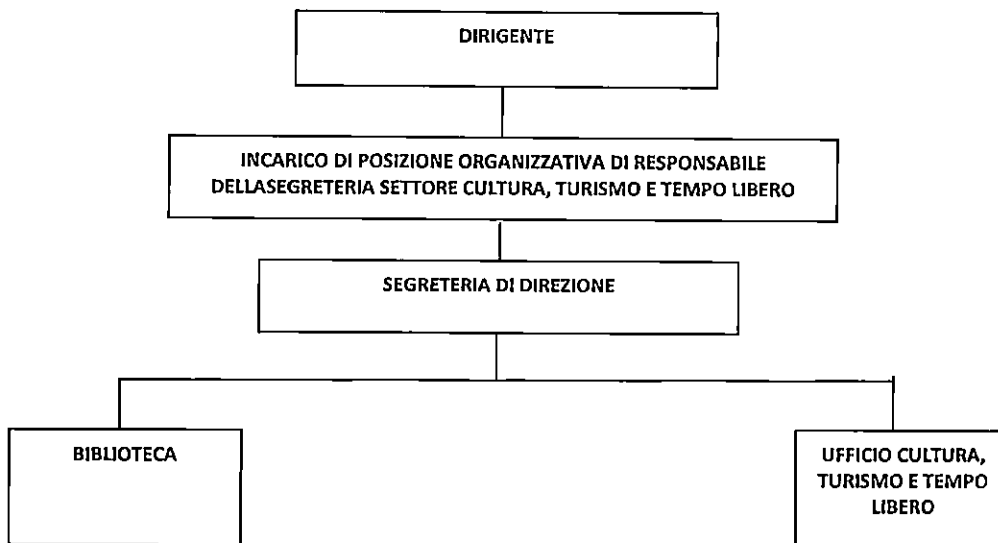 DIRIGENTE
INCARICO DI POSIZIONE ORGANIZZATIVA DI RESPONSABILE
DELLASEGRETERIA SETTORE CULTURA, TURISMO E TEMPO LIBERO
SEGRETERIA DI DIREZIONE
BIBLIOTECA
UFFICIO CULTURA,
TURISMO E TEMPO
LIBERO